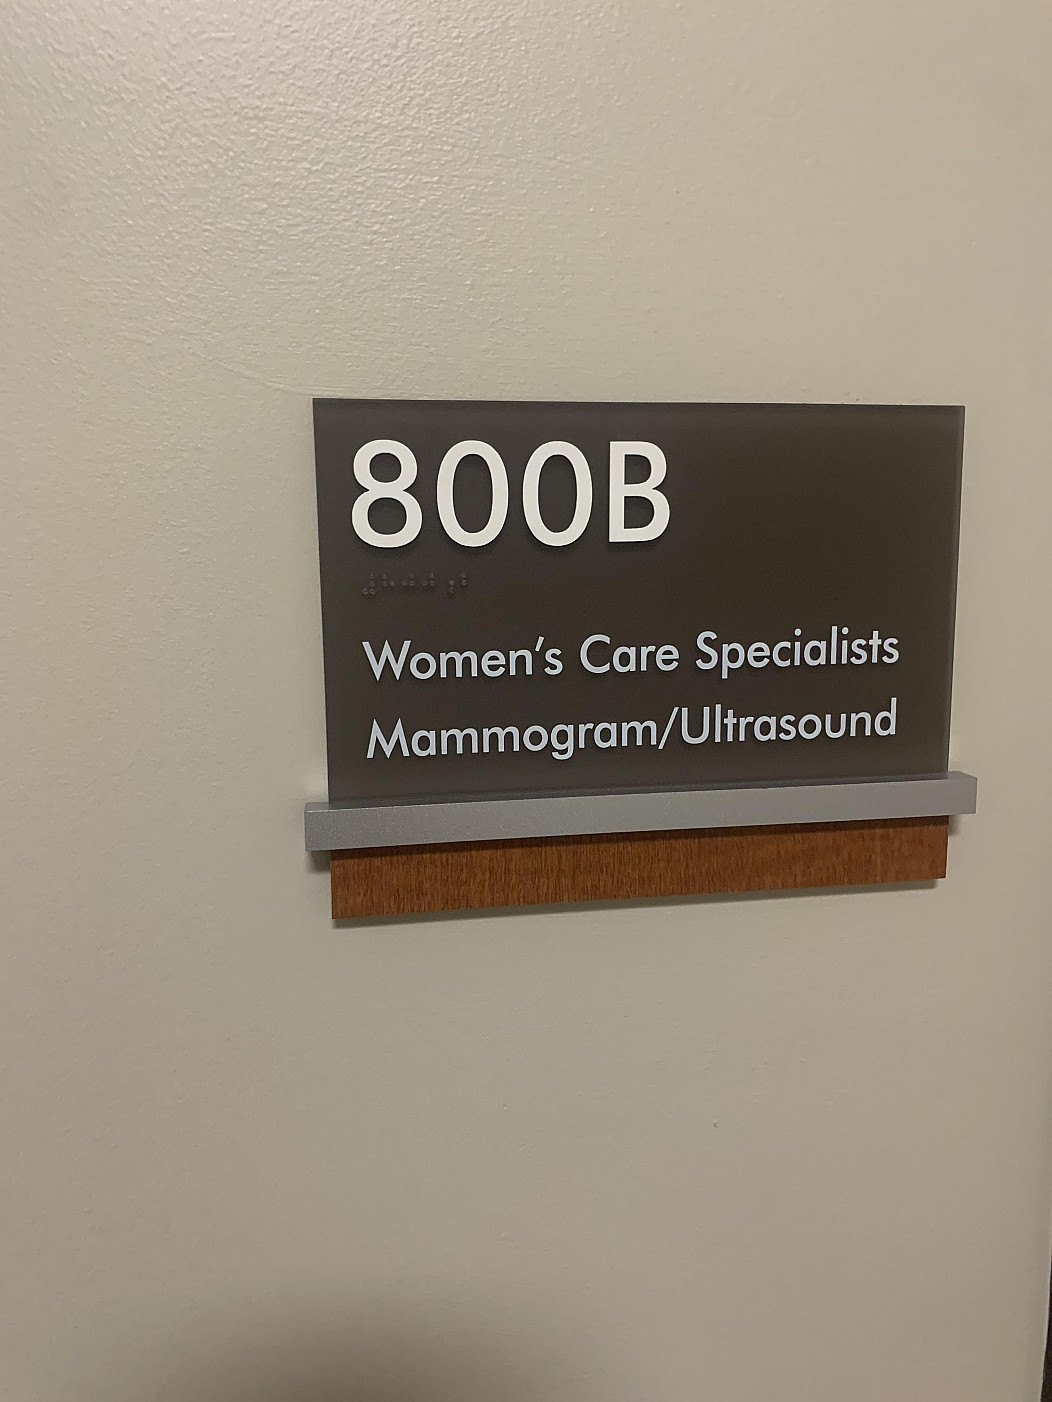 800B
⠼⠓⠚⠚⠰⠃
Women's Care Specialists
Mammogram/Ultrasound